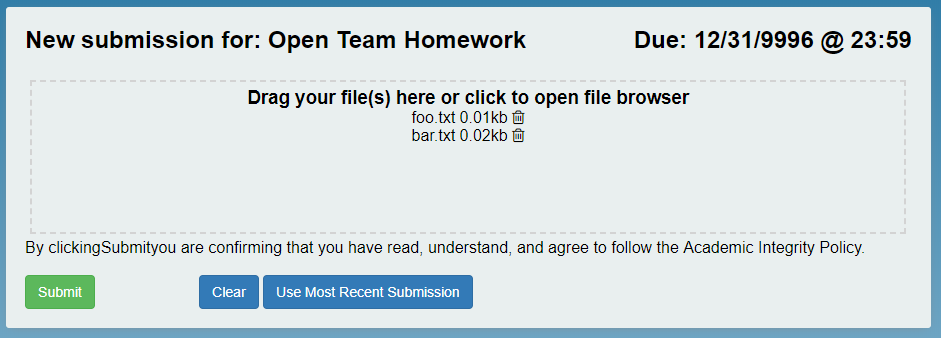 New submission for: Open Team Homework Due: 12/31/9996 @ 23:59
Drag your file(s) here or click to open file browser
foo.txt 0.01kb
bar.txt 0.02kb
By clickingSubmityou are confirming that you have read, understand, and agree to follow the Academic Integrity Policy.
Submit Clear Use Most Recent Submission